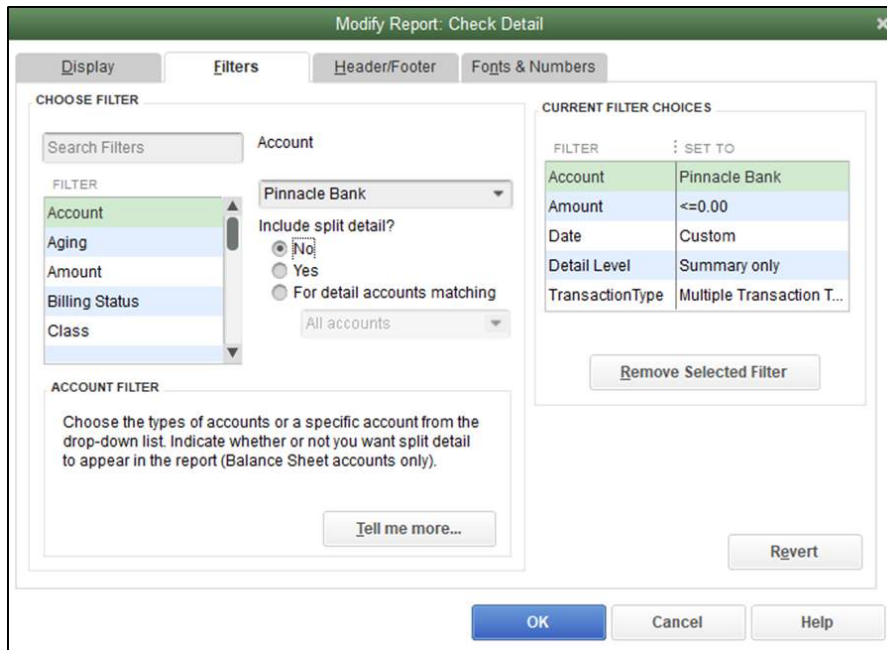 Modify Report: Check Detail
Display
Filters
Header/Footer
Fonts & Numbers
CHOOSE FILTER
Search Filters
FILTER
Account
Aging
Amount
Billing Status
Class
Account
Pinnacle Bank
Include split detail?
No
Yes
For detail accounts matching
All accounts
ACCOUNT FILTER
Choose the types of accounts or a specific account from the
drop-down list. Indicate whether or not you want split detail
to appear in the report (Balance Sheet accounts only).
Tell me more...
CURRENT FILTER CHOICES
FILTER SET TO
Account Pinnacle Bank
Amount <=0.00
Date Custom
Detail Level Summary only
TransactionType Multiple Transaction T...
Remove Selected Filter
Revert
OK
Cancel
Help